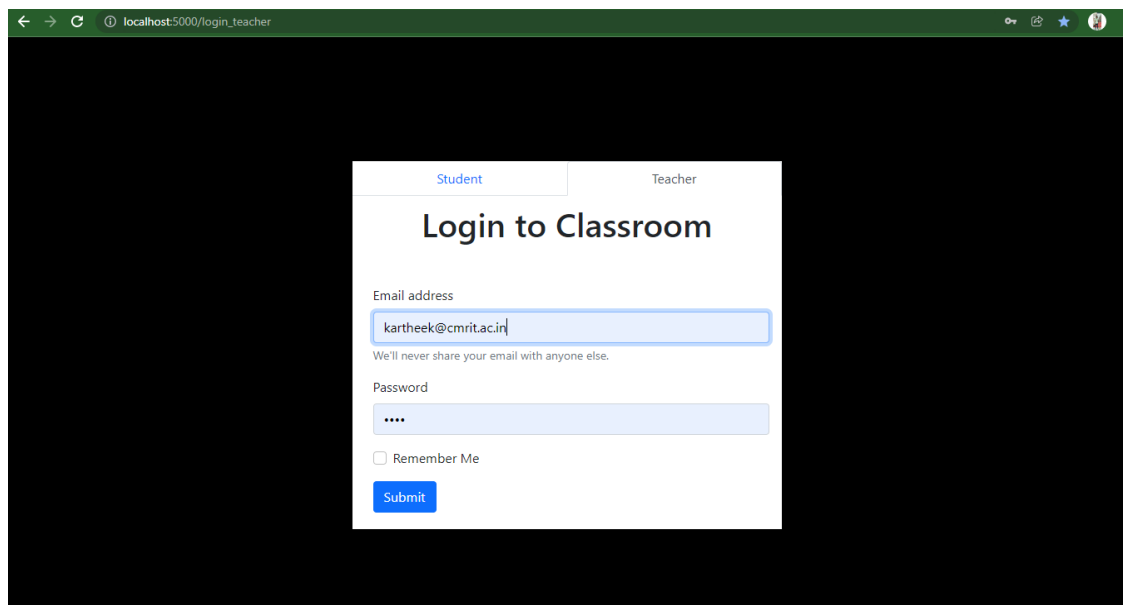 localhost:5000/login_teacher
Student Teacher
Login to Classroom
Email address
kartheek@cmrit.ac.in
We'll never share your email with anyone else.
Password
••••
Remember Me
Submit